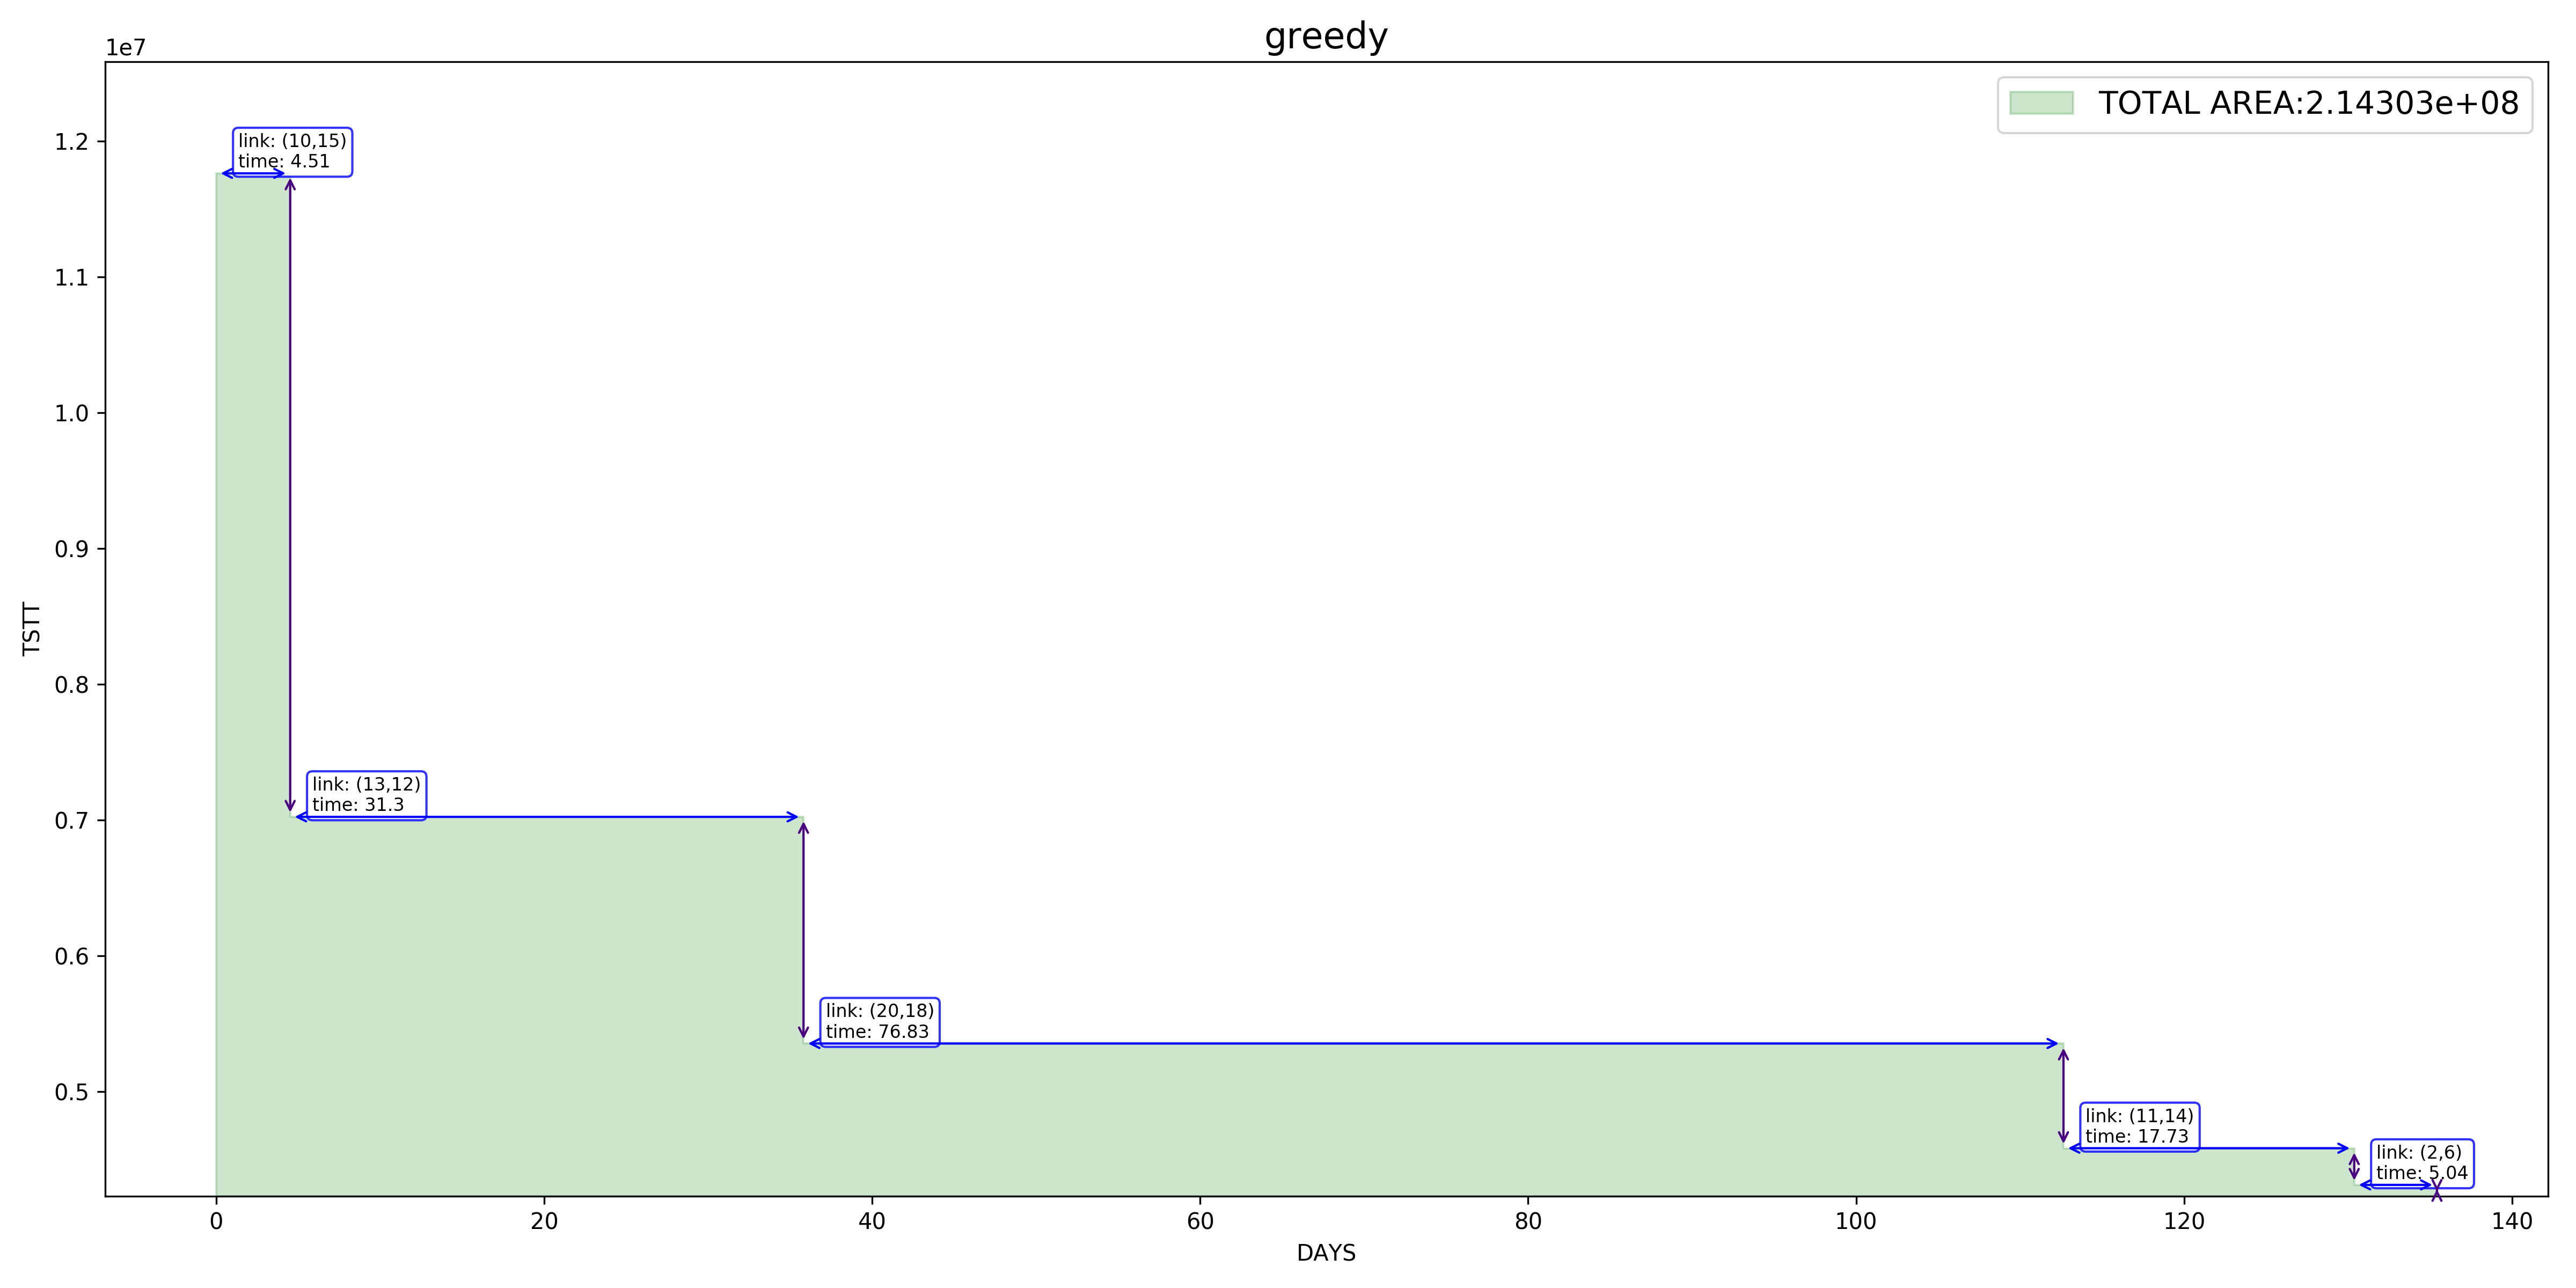 greedy
1e7
TOTAL AREA:2.14303e+08
1.2
1.1
1.0
0.9
0.8
0.7
0.6
0.5
TSTT
link: (10,15)
time: 4.51
link: (13,12)
time: 31.3
link: (20,18)
time: 76.83
link: (11,14)
time: 17.73
link: (2,6)
time: 5.04
0 20 40 60 80 100 120 140
DAYS